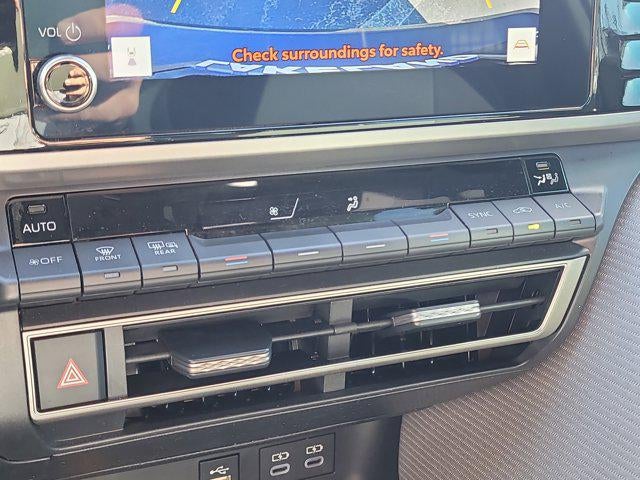 VOL
Check surroundings for safety.
AUTO
OFF
FRONT
REAR
SYNC
A/C